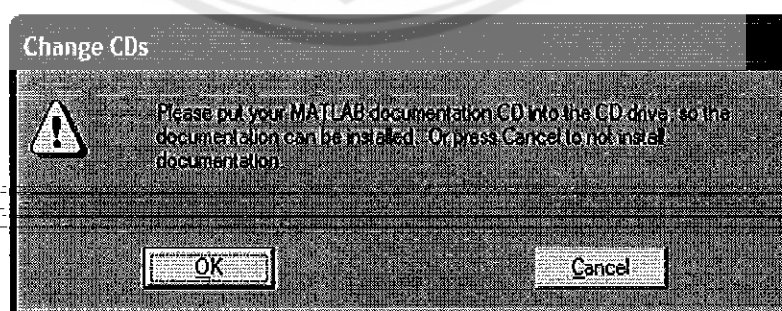 Change CDs
Please put your MATLAB documentation CD into the CD drive, so the
documentation can be installed. Or press Cancel to not install
documentation.
OK
Cancel